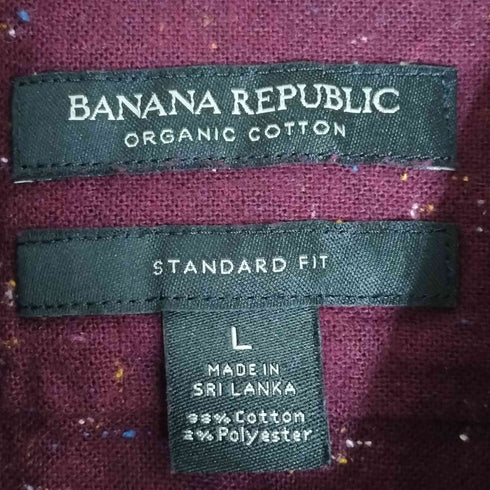 BANANA REPUBLIC
ORGANIC COTTON
STANDARD FIT
L
MADE IN
SRI LANKA
98% Cotton
2% Polyester